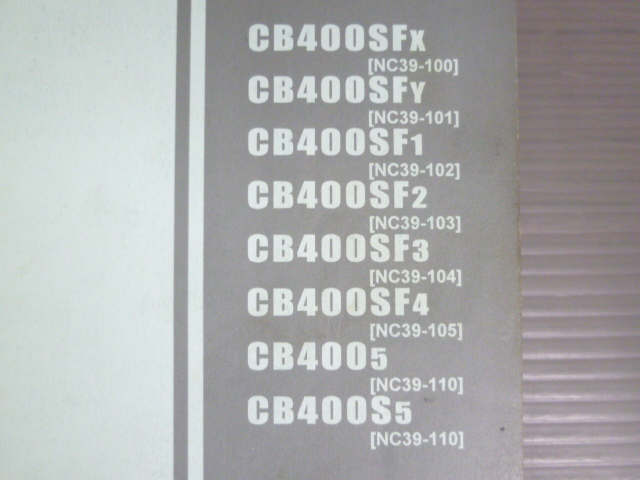 CB400SFX
[NC39-100]
CB400SFY
[NC39-101]
CB400SF1
[NC39-102]
CB400SF2
[NC39-103]
CB400SF3
[NC39-104]
CB400SF4
[NC39-105]
CB4005
[NC39-110]
CB400S5
[NC39-110]